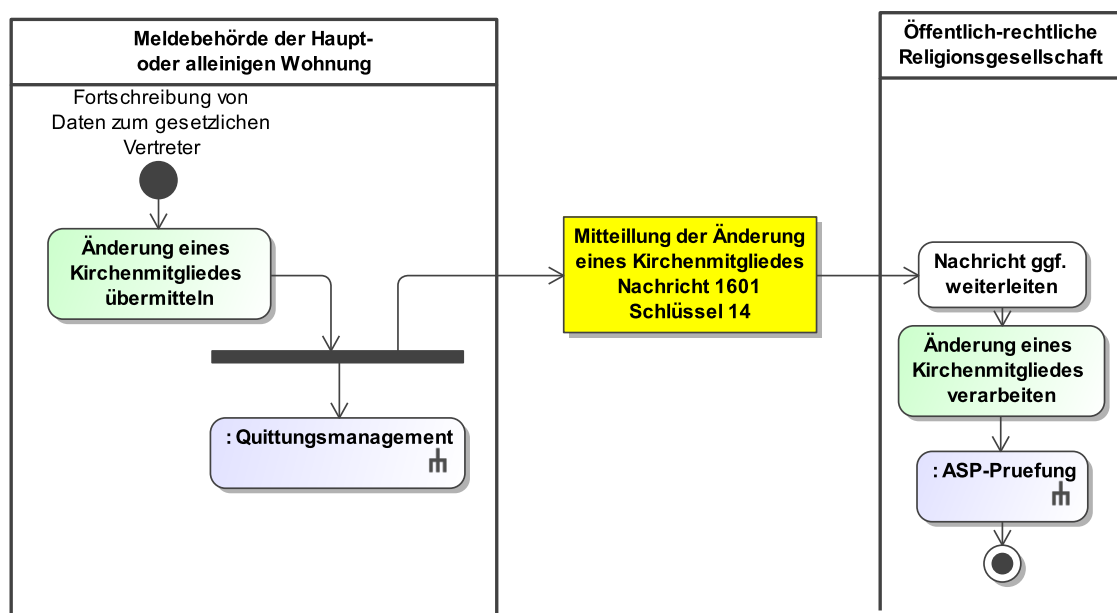 Meldebehörde der Haupt-
oder alleinigen Wohnung
Fortschreibung von
Daten zum gesetzlichen
Vertreter
Änderung eines
Kirchenmitgliedes
übermitteln
: Quittungsmanagement
Mitteillung der Änderung
eines Kirchenmitgliedes
Nachricht 1601
Schlüssel 14
Öffentlich-rechtliche
Religionsgesellschaft
Nachricht ggf.
weiterleiten
Änderung eines
Kirchenmitgliedes
verarbeiten
: ASP-Pruefung